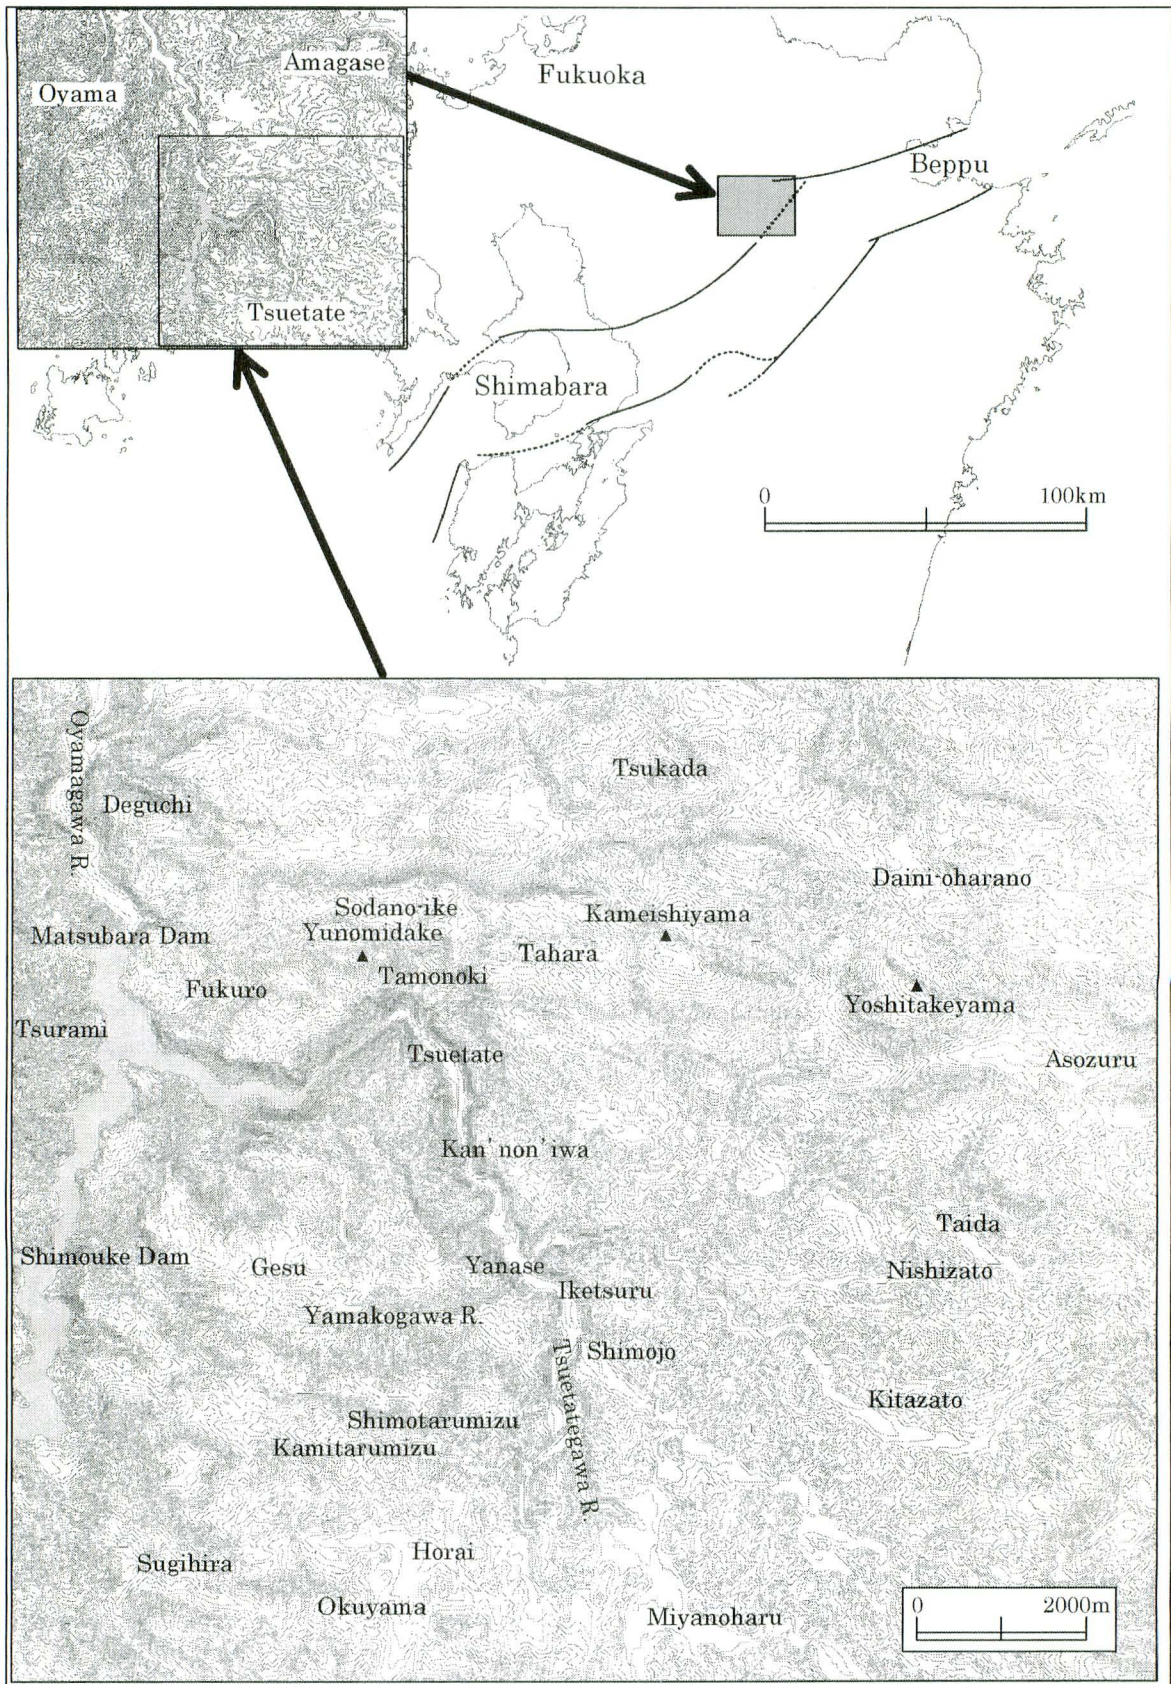 Amagase
Oyama
Tsuetate
Fukuoka
Beppu
Shimabara
0 100km
Oyamagawa R.
Deguchi
Tsukada
Daini-oharano
Sodano-ike
Yunomidake
Kameishiyama
Matsubara Dam
Tahara
Tamonoki
Fukuro
Yoshitakeyama
Tsurami
Tsuetate
Asozuru
Kan'non'iwa
Taida
Shimouke Dam
Gesu
Yanase
Nishizato
Iketsuru
Yamakogawa R.
Shimojo
Tsuetategawa R.
Kitazato
Shimotarumizu
Kamitarumizu
Horai
Sugihira
Okuyama
Miyanoharu
0 2000m